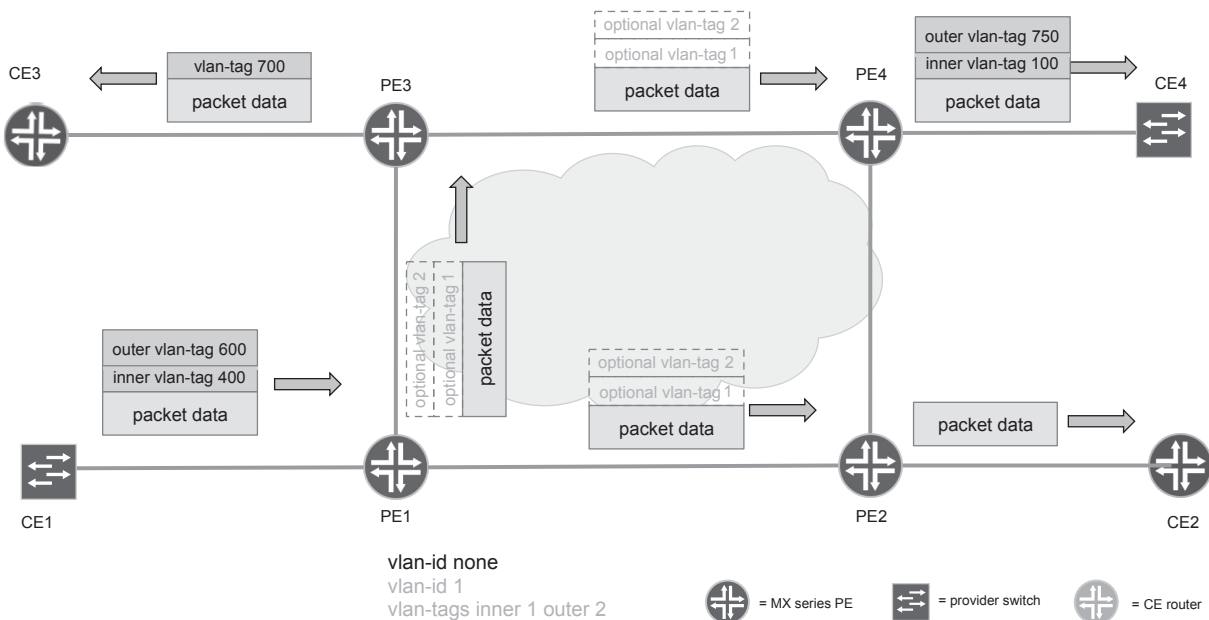 optional vlan-tag 2
optional vlan-tag 1
packet data
outer vlan-tag 750
inner vlan-tag 100
packet data
vlan-tag 700
packet data
CE3
PE3
PE4
CE4
optional vlan-tag 2
optional vlan-tag 1
packet data
outer vlan-tag 600
inner vlan-tag 400
packet data
optional vlan-tag 2
optional vlan-tag 1
packet data
packet data
CE1
PE1
PE2
CE2
vlan-id none
vlan-id 1
vlan-tags inner 1 outer 2
= MX series PE
= provider switch
= CE router